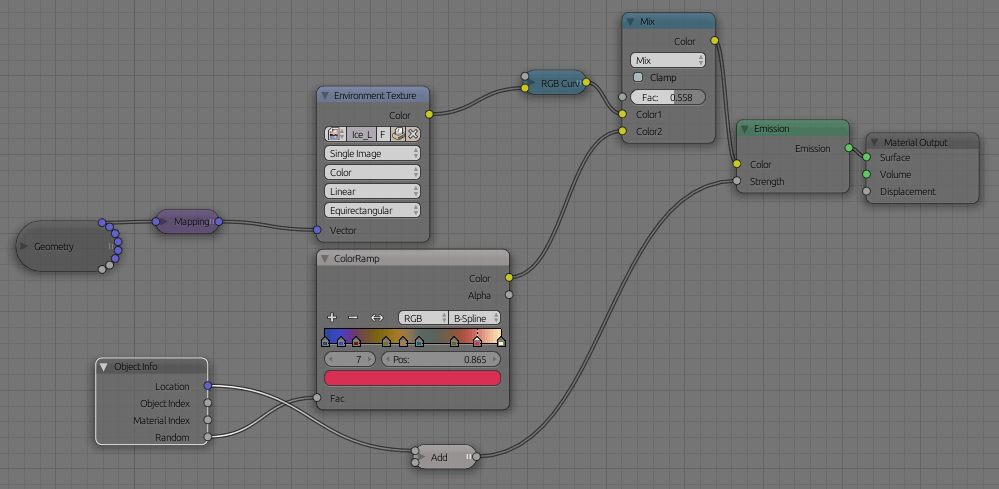 Mix
Color
Mix
Clamp
Fac: 0.558
Color1
Color2
RGB Curv
Environment Texture
Color
Ice_L F
Single Image
Color
Linear
Equirectangular
Vector
Emission
Emission
Color
Strength
Material Output
Surface
Volume
Displacement
Geometry
Mapping
ColorRamp
Color
Alpha
RGB B-Spline
7 Pos: 0.865
Fac
Object Info
Location
Object Index
Material Index
Random
Add